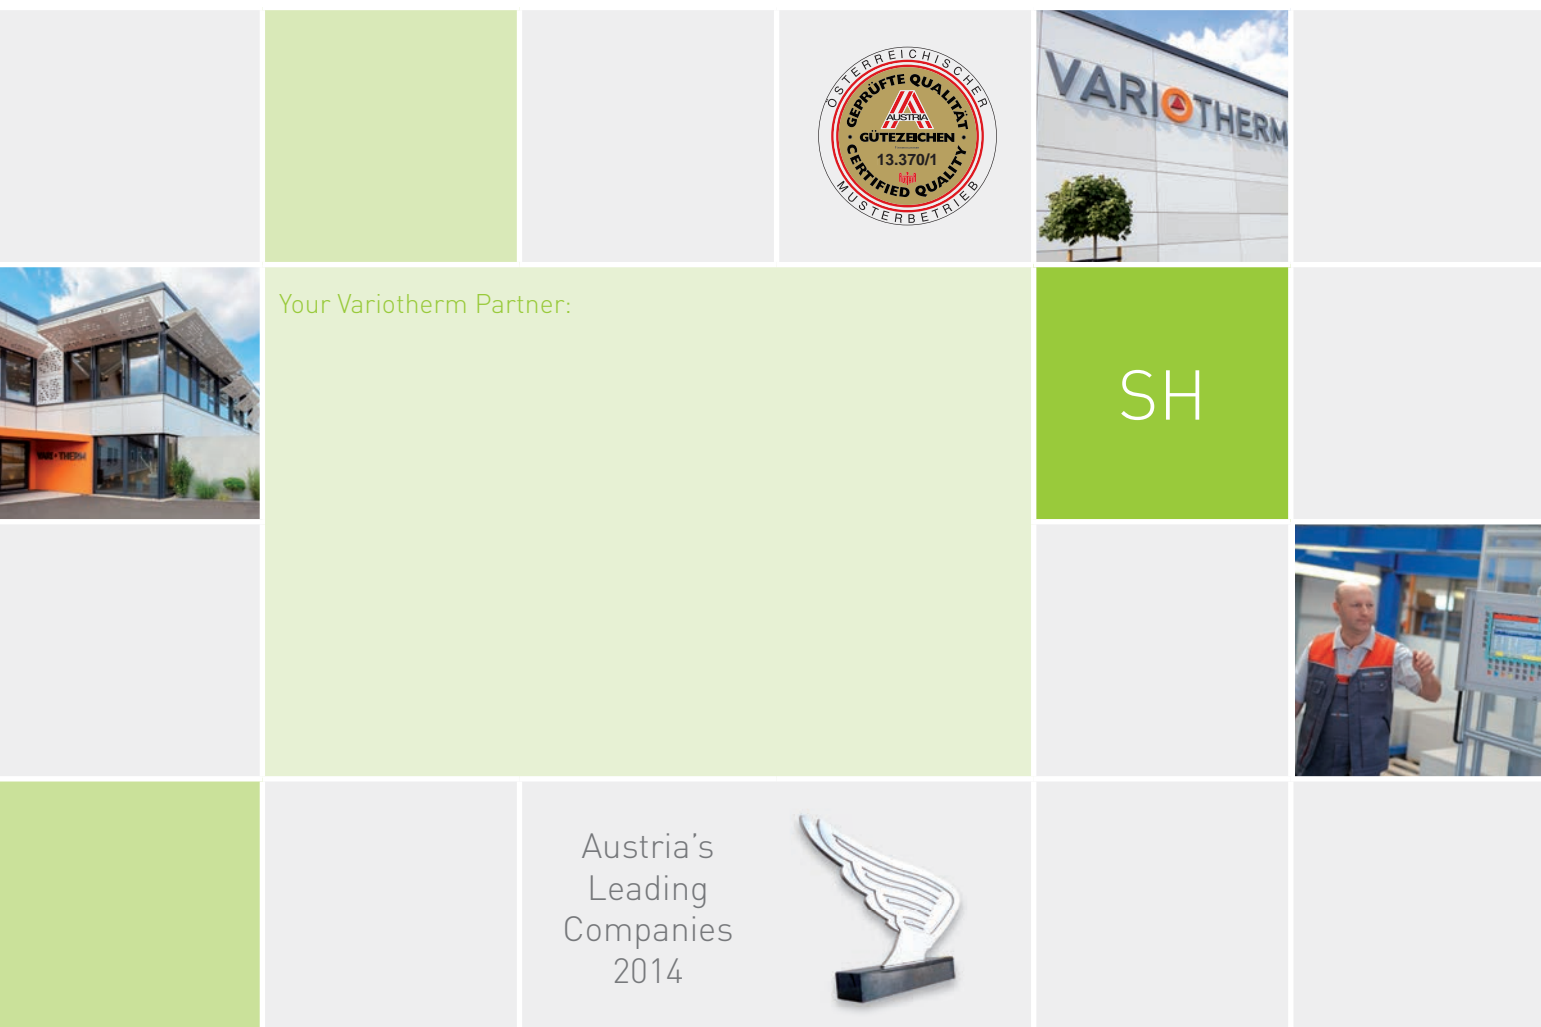 ÖSTERREICHISCHER
GEPRÜFTE QUALITÄT
AUSTRIA
GÜTEZEICHEN
13.370/1
CERTIFIED QUALITY
MUSTERBETRIEB
VARIOTHERM
Your Variotherm Partner:
SH
VARIOTHERM
Austria’s
Leading
Companies
2014